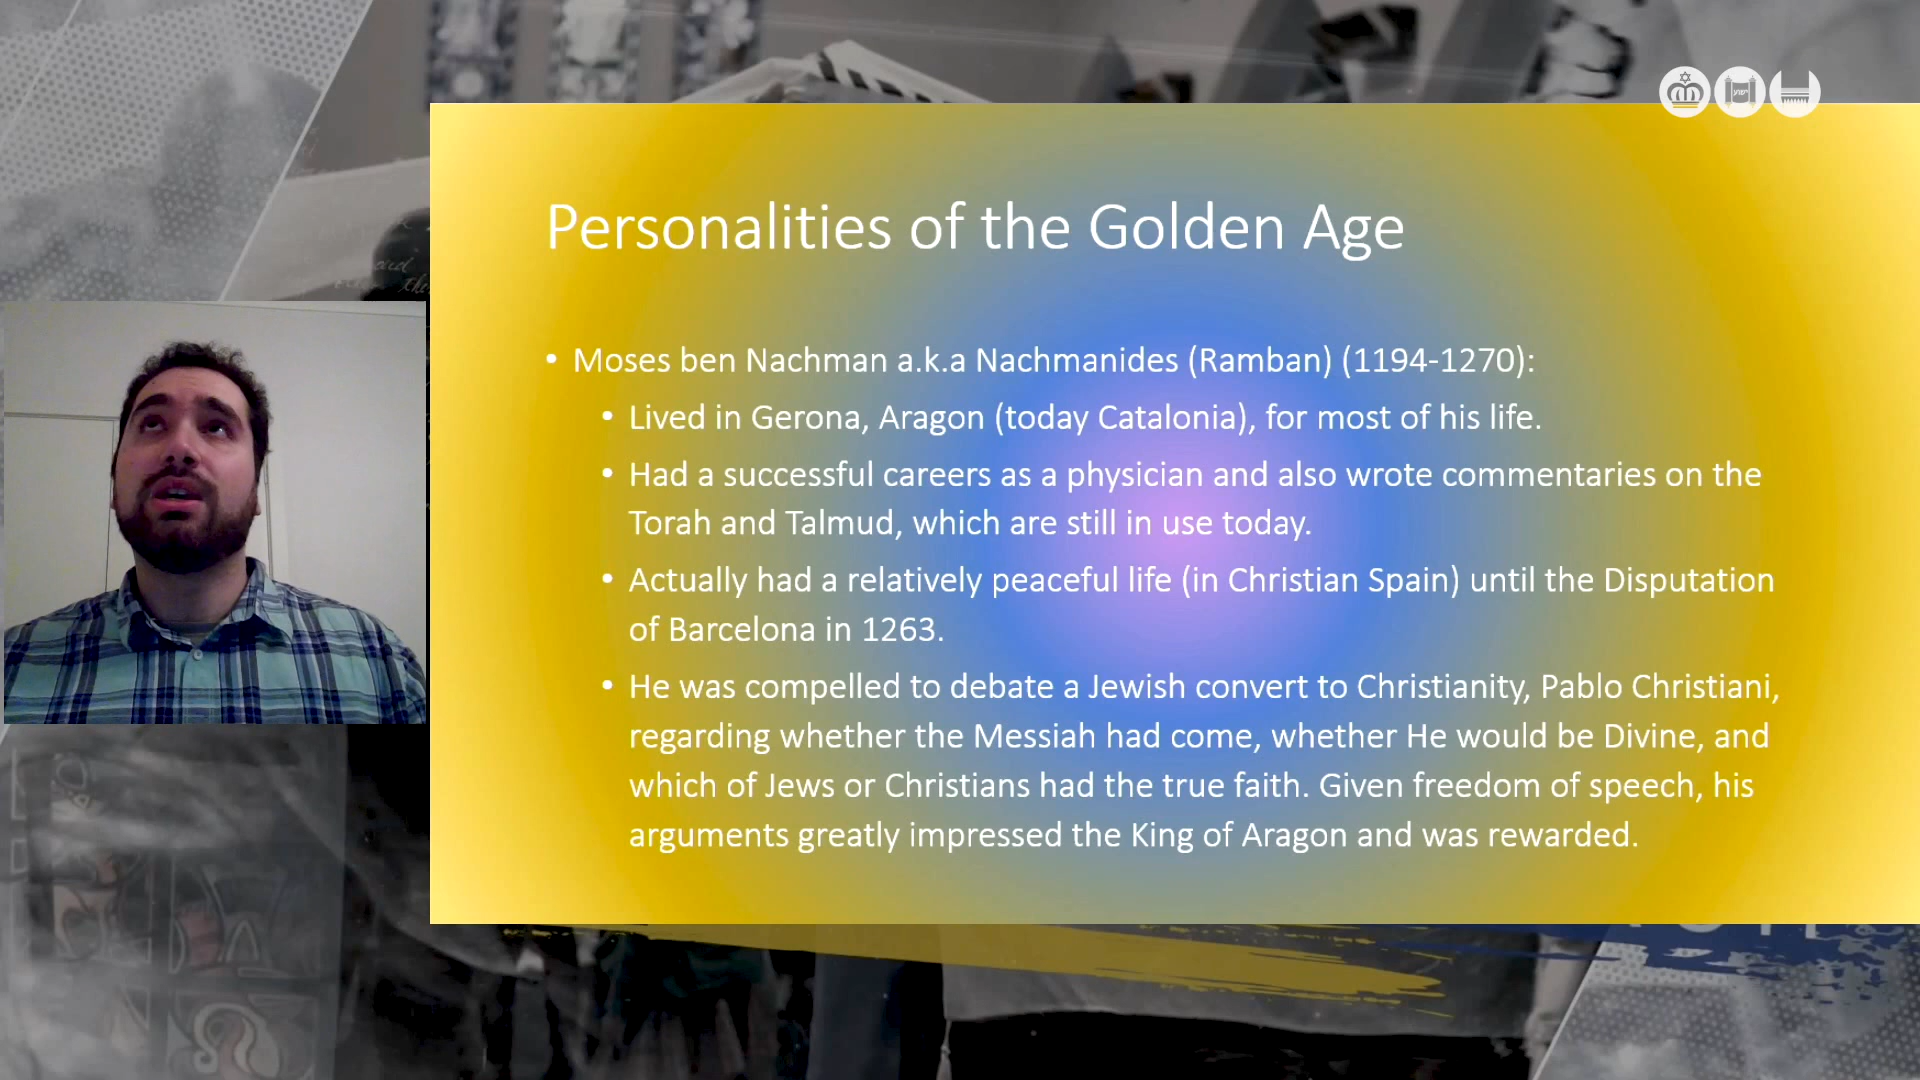 Personalities of the Golden Age
• Moses ben Nachman a.k.a Nachmanides (Ramban) (1194-1270):
• Lived in Gerona, Aragon (today Catalonia), for most of his life.
• Had a successful careers as a physician and also wrote commentaries on the
Torah and Talmud, which are still in use today.
• Actually had a relatively peaceful life (in Christian Spain) until the Disputation
of Barcelona in 1263.
• He was compelled to debate a Jewish convert to Christianity, Pablo Christiani,
regarding whether the Messiah had come, whether He would be Divine, and
which of Jews or Christians had the true faith. Given freedom of speech, his
arguments greatly impressed the King of Aragon and was rewarded.